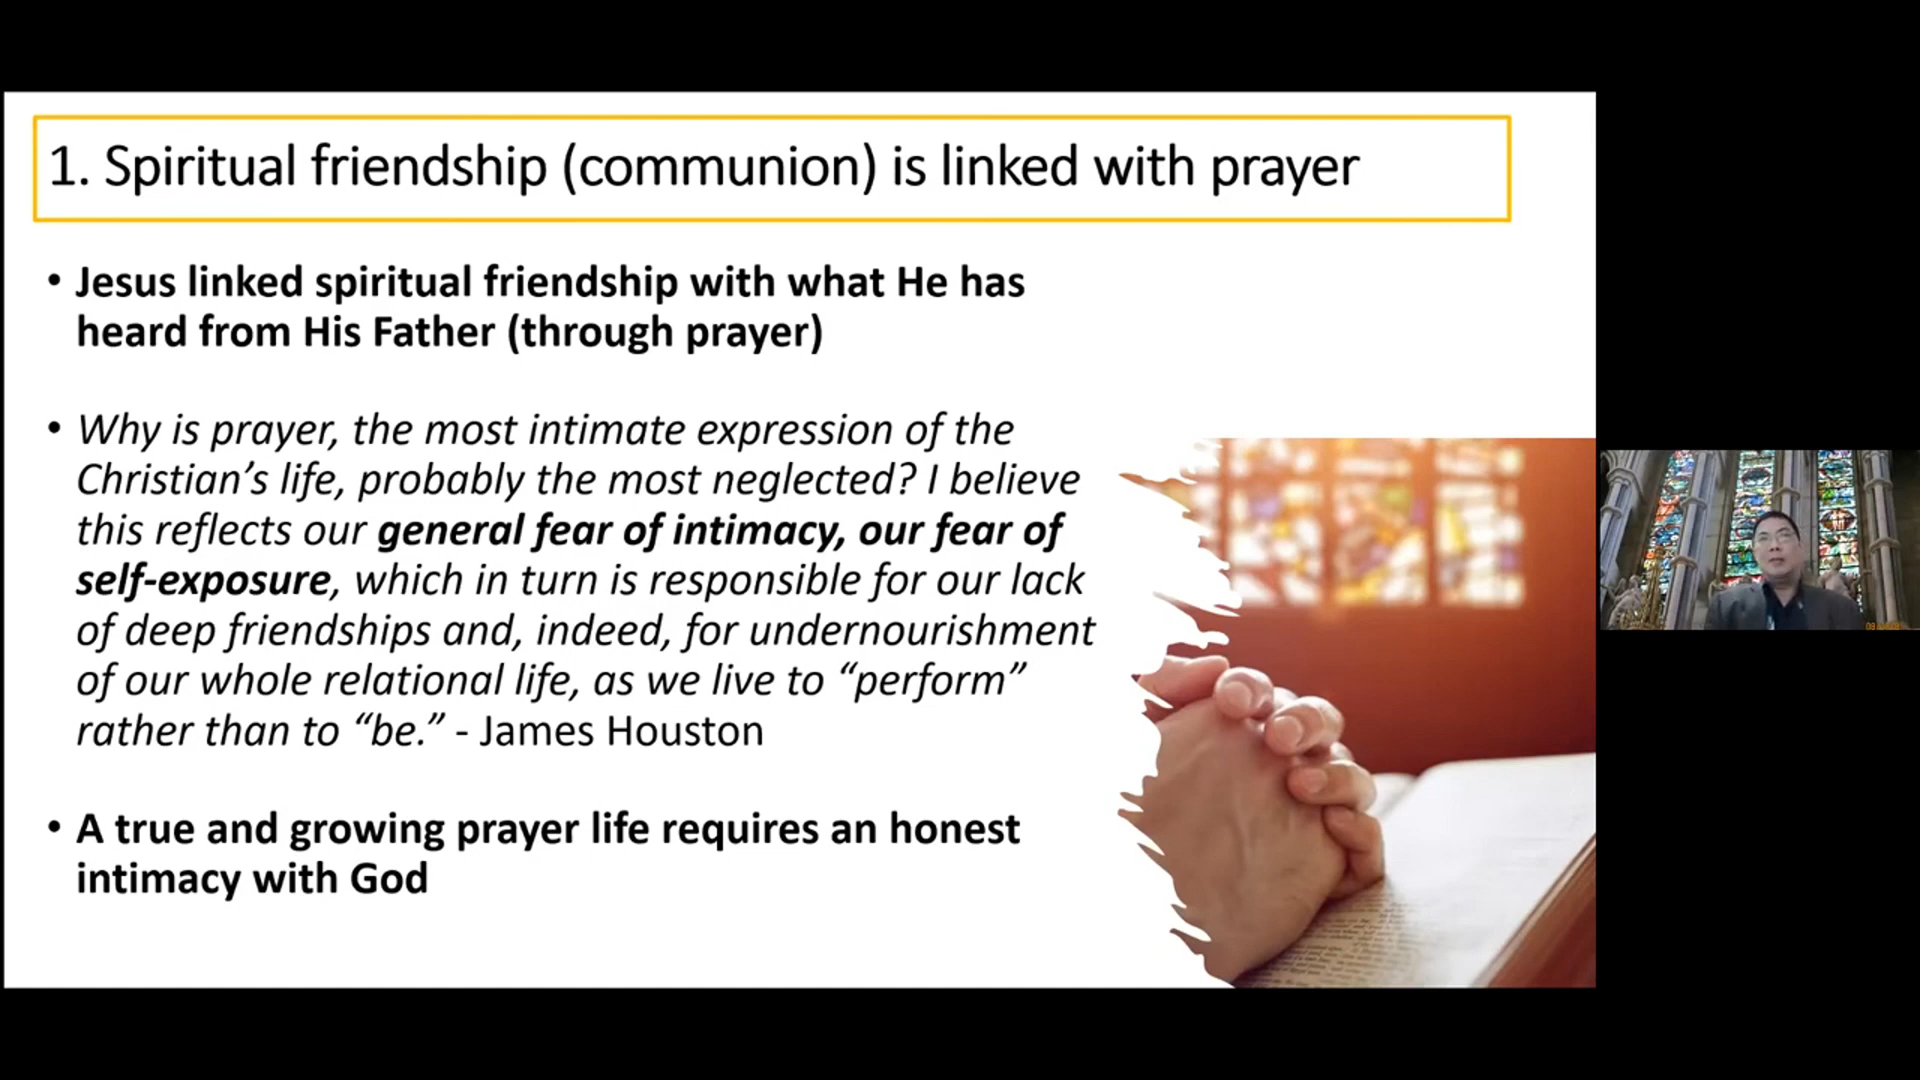 1. Spiritual friendship (communion) is linked with prayer
• Jesus linked spiritual friendship with what He has
heard from His Father (through prayer)
• Why is prayer, the most intimate expression of the
Christian’s life, probably the most neglected? I believe
this reflects our general fear of intimacy, our fear of
self-exposure, which in turn is responsible for our lack
of deep friendships and, indeed, for undernourishment
of our whole relational life, as we live to “perform”
rather than to “be.” - James Houston
• A true and growing prayer life requires an honest
intimacy with God